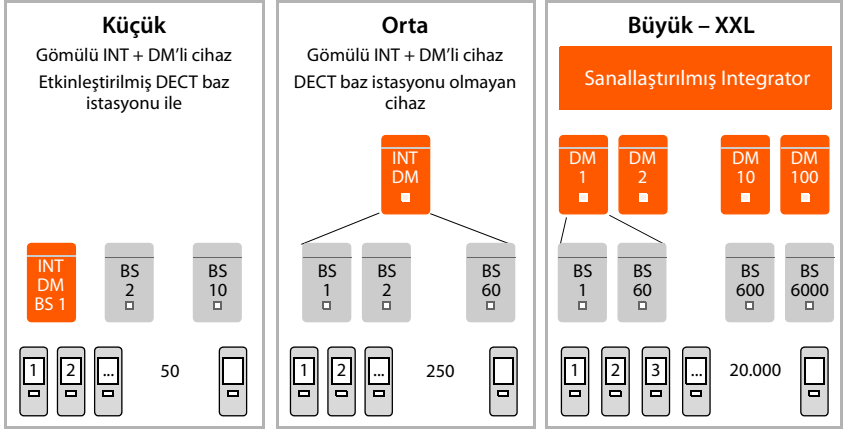 Küçük
Gömülü INT + DM’li cihaz
Etkinleştirilmiş DECT baz
istasyonu ile
INT
DM
BS 1
BS
2
BS
10
1
2
...
50
Orta
Gömülü INT + DM’li cihaz
DECT baz istasyonu olmayan
cihaz
INT
DM
BS
1
BS
2
BS
60
1
2
...
250
Büyük – XXL
Sanallaştırılmış Integrator
DM
1
DM
2
DM
10
DM
100
BS
1
BS
60
BS
600
BS
6000
1
2
3
...
20.000